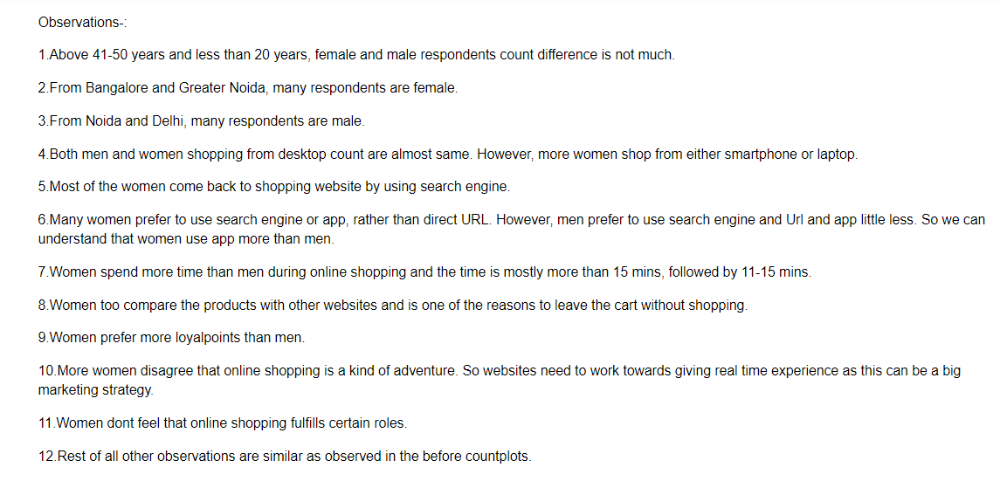 Observations-:
1.Above 41-50 years and less than 20 years, female and male respondents count difference is not much.
2.From Bangalore and Greater Noida, many respondents are female.
3.From Noida and Delhi, many respondents are male.
4.Both men and women shopping from desktop count are almost same. However, more women shop from either smartphone or laptop.
5.Most of the women come back to shopping website by using search engine.
6.Many women prefer to use search engine or app, rather than direct URL. However, men prefer to use search engine and Url and app little less. So we can
understand that women use app more than men.
7.Women spend more time than men during online shopping and the time is mostly more than 15 mins, followed by 11-15 mins.
8.Women too compare the products with other websites and is one of the reasons to leave the cart without shopping.
9.Women prefer more loyalpoints than men.
10.More women disagree that online shopping is a kind of adventure. So websites need to work towards giving real time experience as this can be a big
marketing strategy.
11.Women dont feel that online shopping fulfills certain roles.
12.Rest of all other observations are similar as observed in the before countplots.